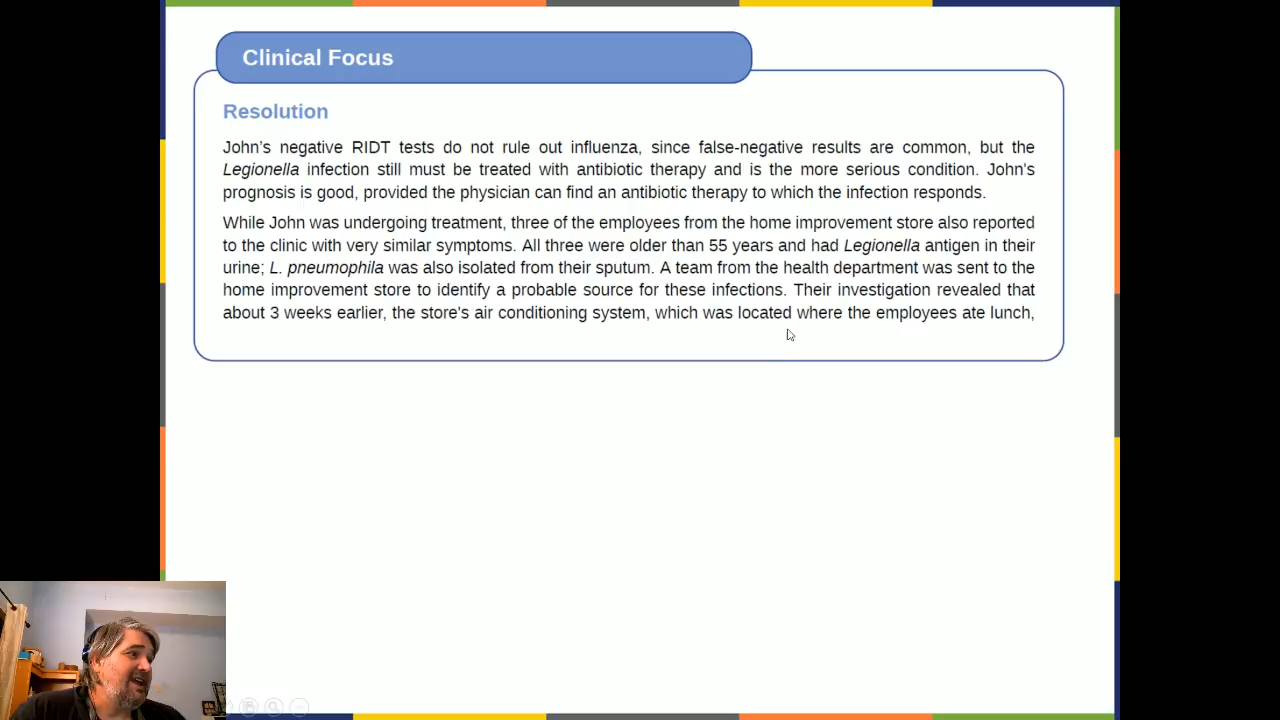 Clinical Focus
Resolution
John’s negative RIDT tests do not rule out influenza, since false-negative results are common, but the
Legionella infection still must be treated with antibiotic therapy and is the more serious condition. John's
prognosis is good, provided the physician can find an antibiotic therapy to which the infection responds.
While John was undergoing treatment, three of the employees from the home improvement store also reported
to the clinic with very similar symptoms. All three were older than 55 years and had Legionella antigen in their
urine; L. pneumophila was also isolated from their sputum. A team from the health department was sent to the
home improvement store to identify a probable source for these infections. Their investigation revealed that
about 3 weeks earlier, the store's air conditioning system, which was located where the employees ate lunch,